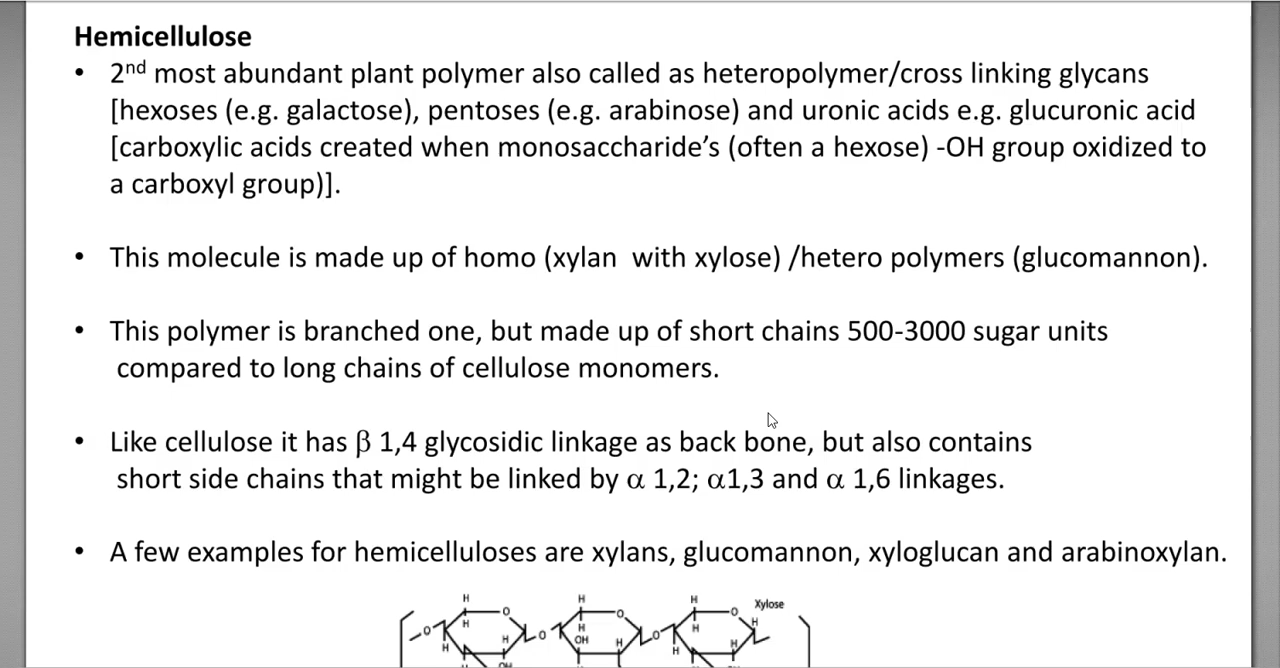 Hemicellulose
• 2nd most abundant plant polymer also called as heteropolymer/cross linking glycans
[hexoses (e.g. galactose), pentoses (e.g. arabinose) and uronic acids e.g. glucuronic acid
[carboxylic acids created when monosaccharide’s (often a hexose) -OH group oxidized to
a carboxyl group)].
• This molecule is made up of homo (xylan  with xylose) /hetero polymers (glucomannon).
• This polymer is branched one, but made up of short chains 500-3000 sugar units
compared to long chains of cellulose monomers.
• Like cellulose it has β 1,4 glycosidic linkage as back bone, but also contains
short side chains that might be linked by α 1,2; α1,3 and α 1,6 linkages.
• A few examples for hemicelluloses are xylans, glucomannon, xyloglucan and arabinoxylan.
H H H Xylose
O O O
H H H H
O OH H O H O H
H H